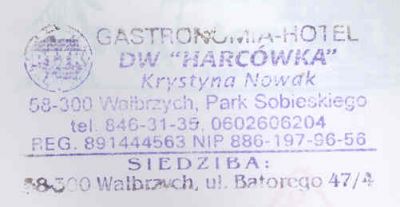 GASTRONOMIA-HOTEL
DW "HARCÓWKA"
Krystyna Nowak
58-300 Wałbrzych, Park Sobieskiego
tel. 846-31-35, 0602606204
REG. 891444563 NIP 886-197-96-56
SIEDZIBA:
58-300 Wałbrzych, ul. Batorego 47/4